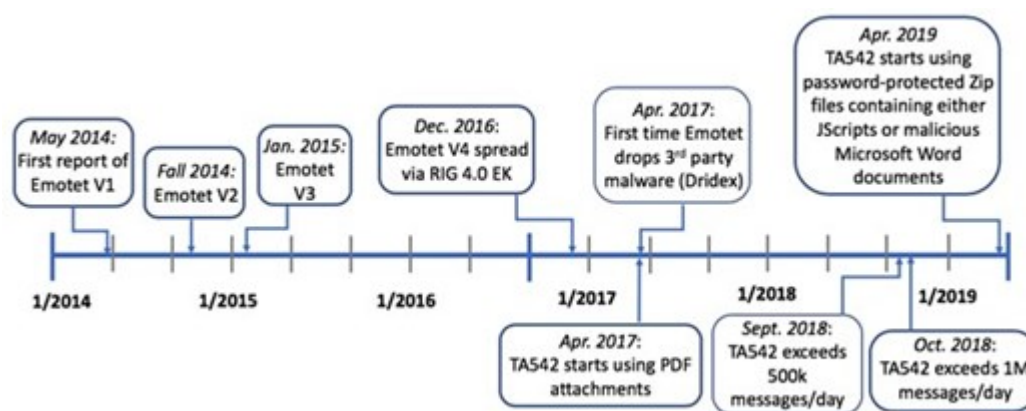 May 2014:
First report of
Emotet V1
Fall 2014:
Emotet V2
Jan. 2015:
Emotet
V3
Dec. 2016:
Emotet V4 spread
via RIG 4.0 EK
Apr. 2017:
First time Emotet
drops 3rd party
malware (Dridex)
Apr. 2019
TA542 starts using
password-protected Zip
files containing either
JScripts or malicious
Microsoft Word
documents
1/2014
1/2015
1/2016
1/2017
1/2018
1/2019
Apr. 2017:
TA542 starts using PDF
attachments
Sept. 2018:
TA542 exceeds
500k
messages/day
Oct. 2018:
TA542 exceeds 1M
messages/day